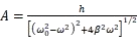 A = h / [(ω₀² − ω²)² + 4β²ω²]^{1/2}